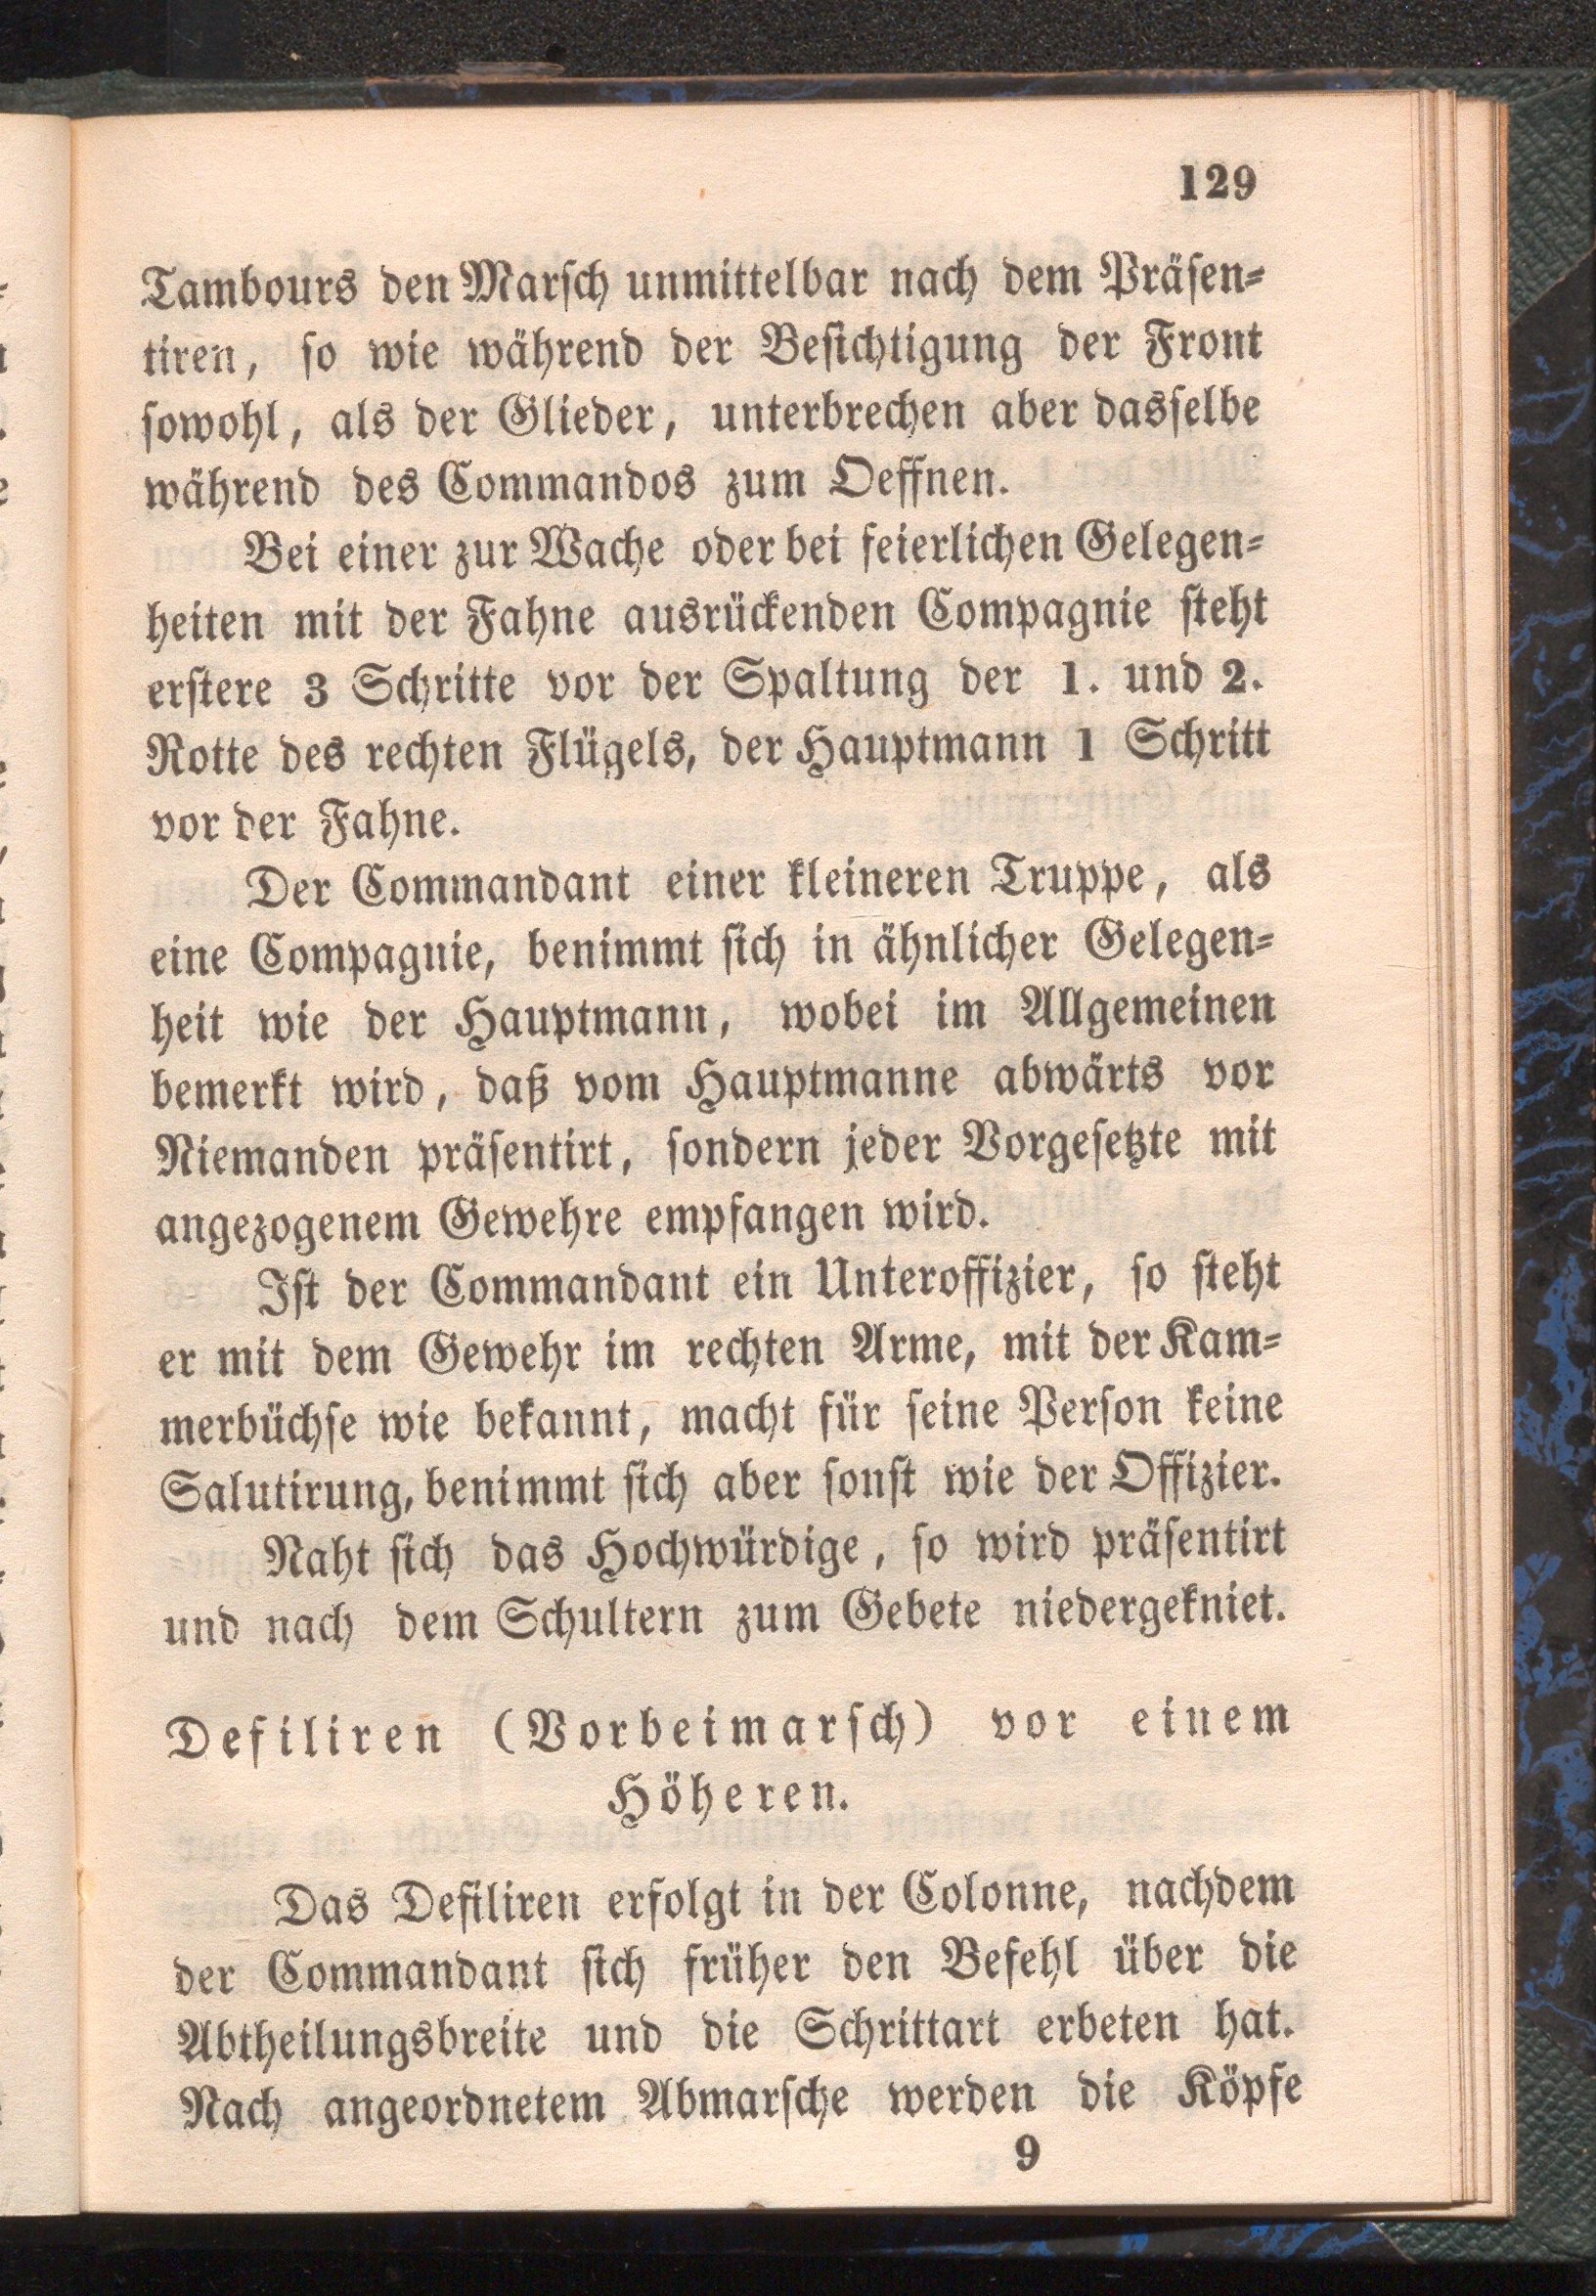 129
Tambours den Marsch unmittelbar nach dem Präsen-
tiren, so wie während der Besichtigung der Front
sowohl, als der Glieder, unterbrechen aber dasselbe
während des Commandos zum Oeffnen.
Bei einer zur Wache oder bei feierlichen Gelegen-
heiten mit der Fahne ausrückenden Compagnie steht
erstere 3 Schritte vor der Spaltung der 1. und 2.
Rotte des rechten Flügels, der Hauptmann 1 Schritt
vor der Fahne.
Der Commandant einer kleineren Truppe, als
eine Compagnie, benimmt sich in ähnlicher Gelegen-
heit wie der Hauptmann, wobei im Allgemeinen
bemerkt wird, daß vom Hauptmanne abwärts vor
Niemanden präsentirt, sondern jeder Vorgesetzte mit
angezogenem Gewehre empfangen wird.
Ist der Commandant ein Unteroffizier, so steht
er mit dem Gewehr im rechten Arme, mit der Kam-
merbüchse wie bekannt, macht für seine Person keine
Salutirung, benimmt sich aber sonst wie der Offizier.
Naht sich das Hochwürdige, so wird präsentirt
und nach dem Schultern zum Gebete niedergekniet.
Defiliren (Vorbeimarsch) vor einem
Höheren.
Das Defiliren erfolgt in der Colonne, nachdem
der Commandant sich früher den Befehl über die
Abtheilungsbreite und die Schrittart erbeten hat.
Nach angeordnetem Abmarsche werden die Köpfe
9